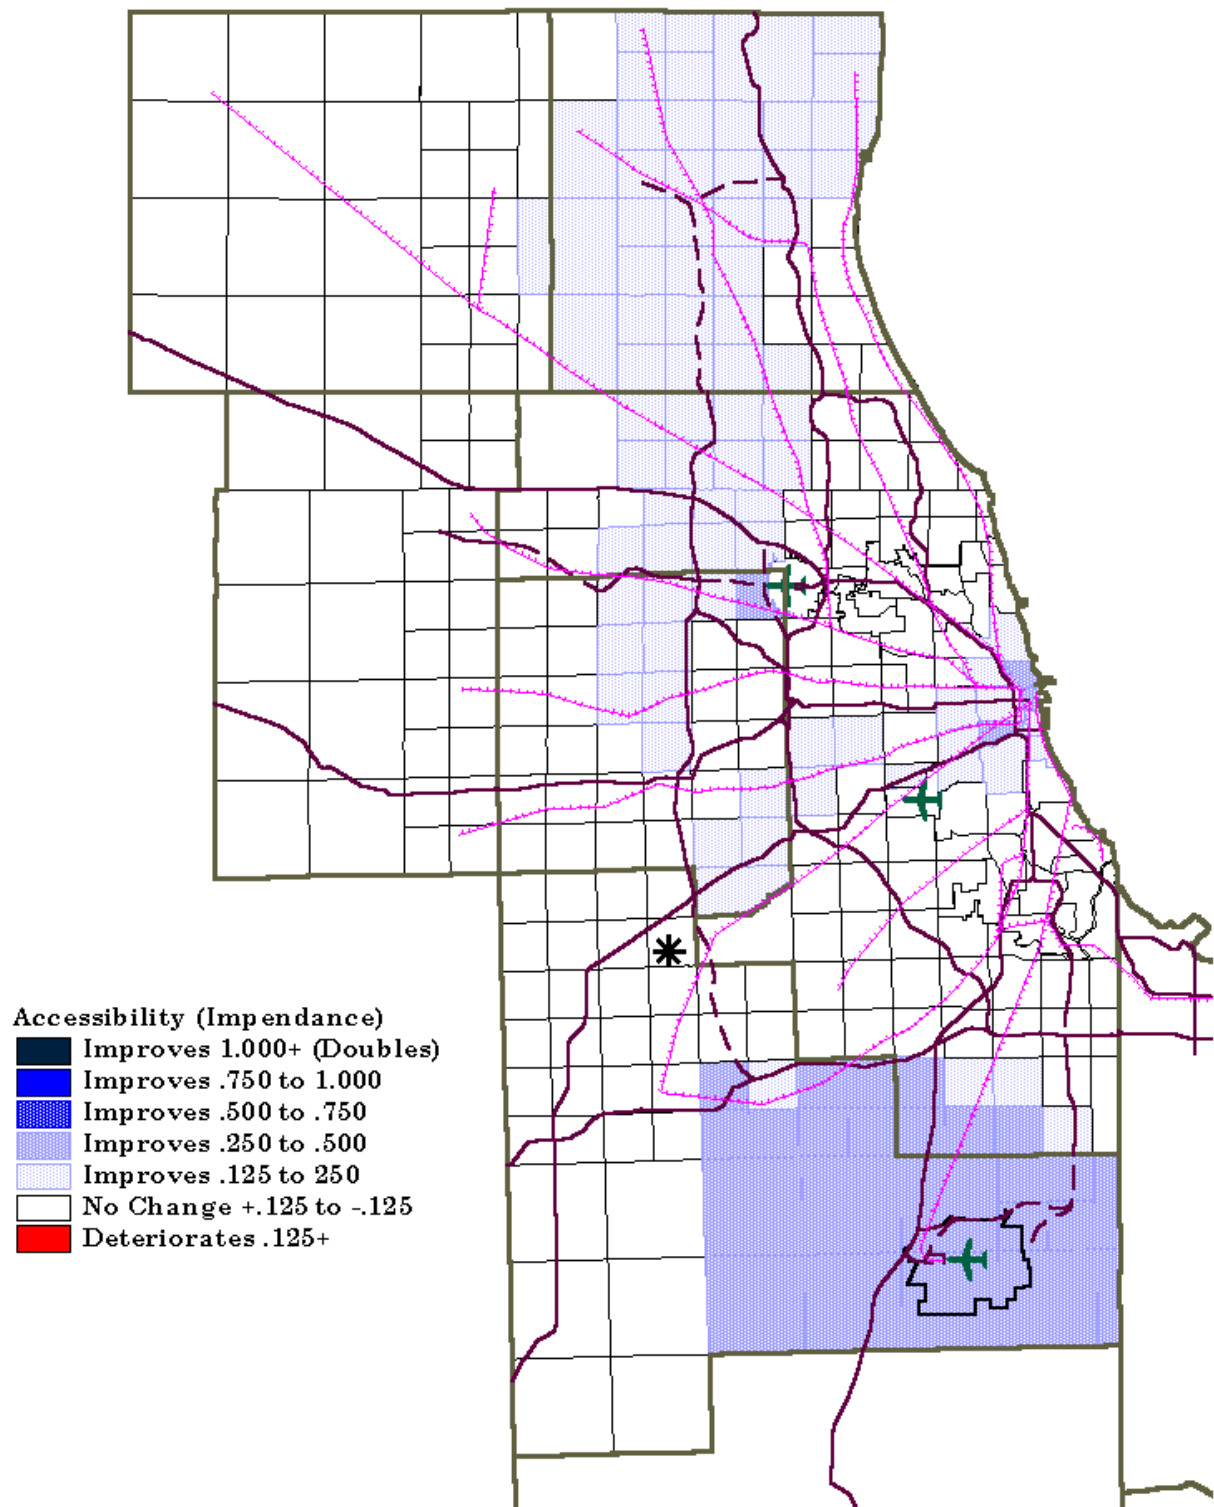 Accessibility (Impendance)
Improves 1.000+ (Doubles)
Improves .750 to 1.000
Improves .500 to .750
Improves .250 to .500
Improves .125 to 250
No Change +.125 to -.125
Deteriorates .125+